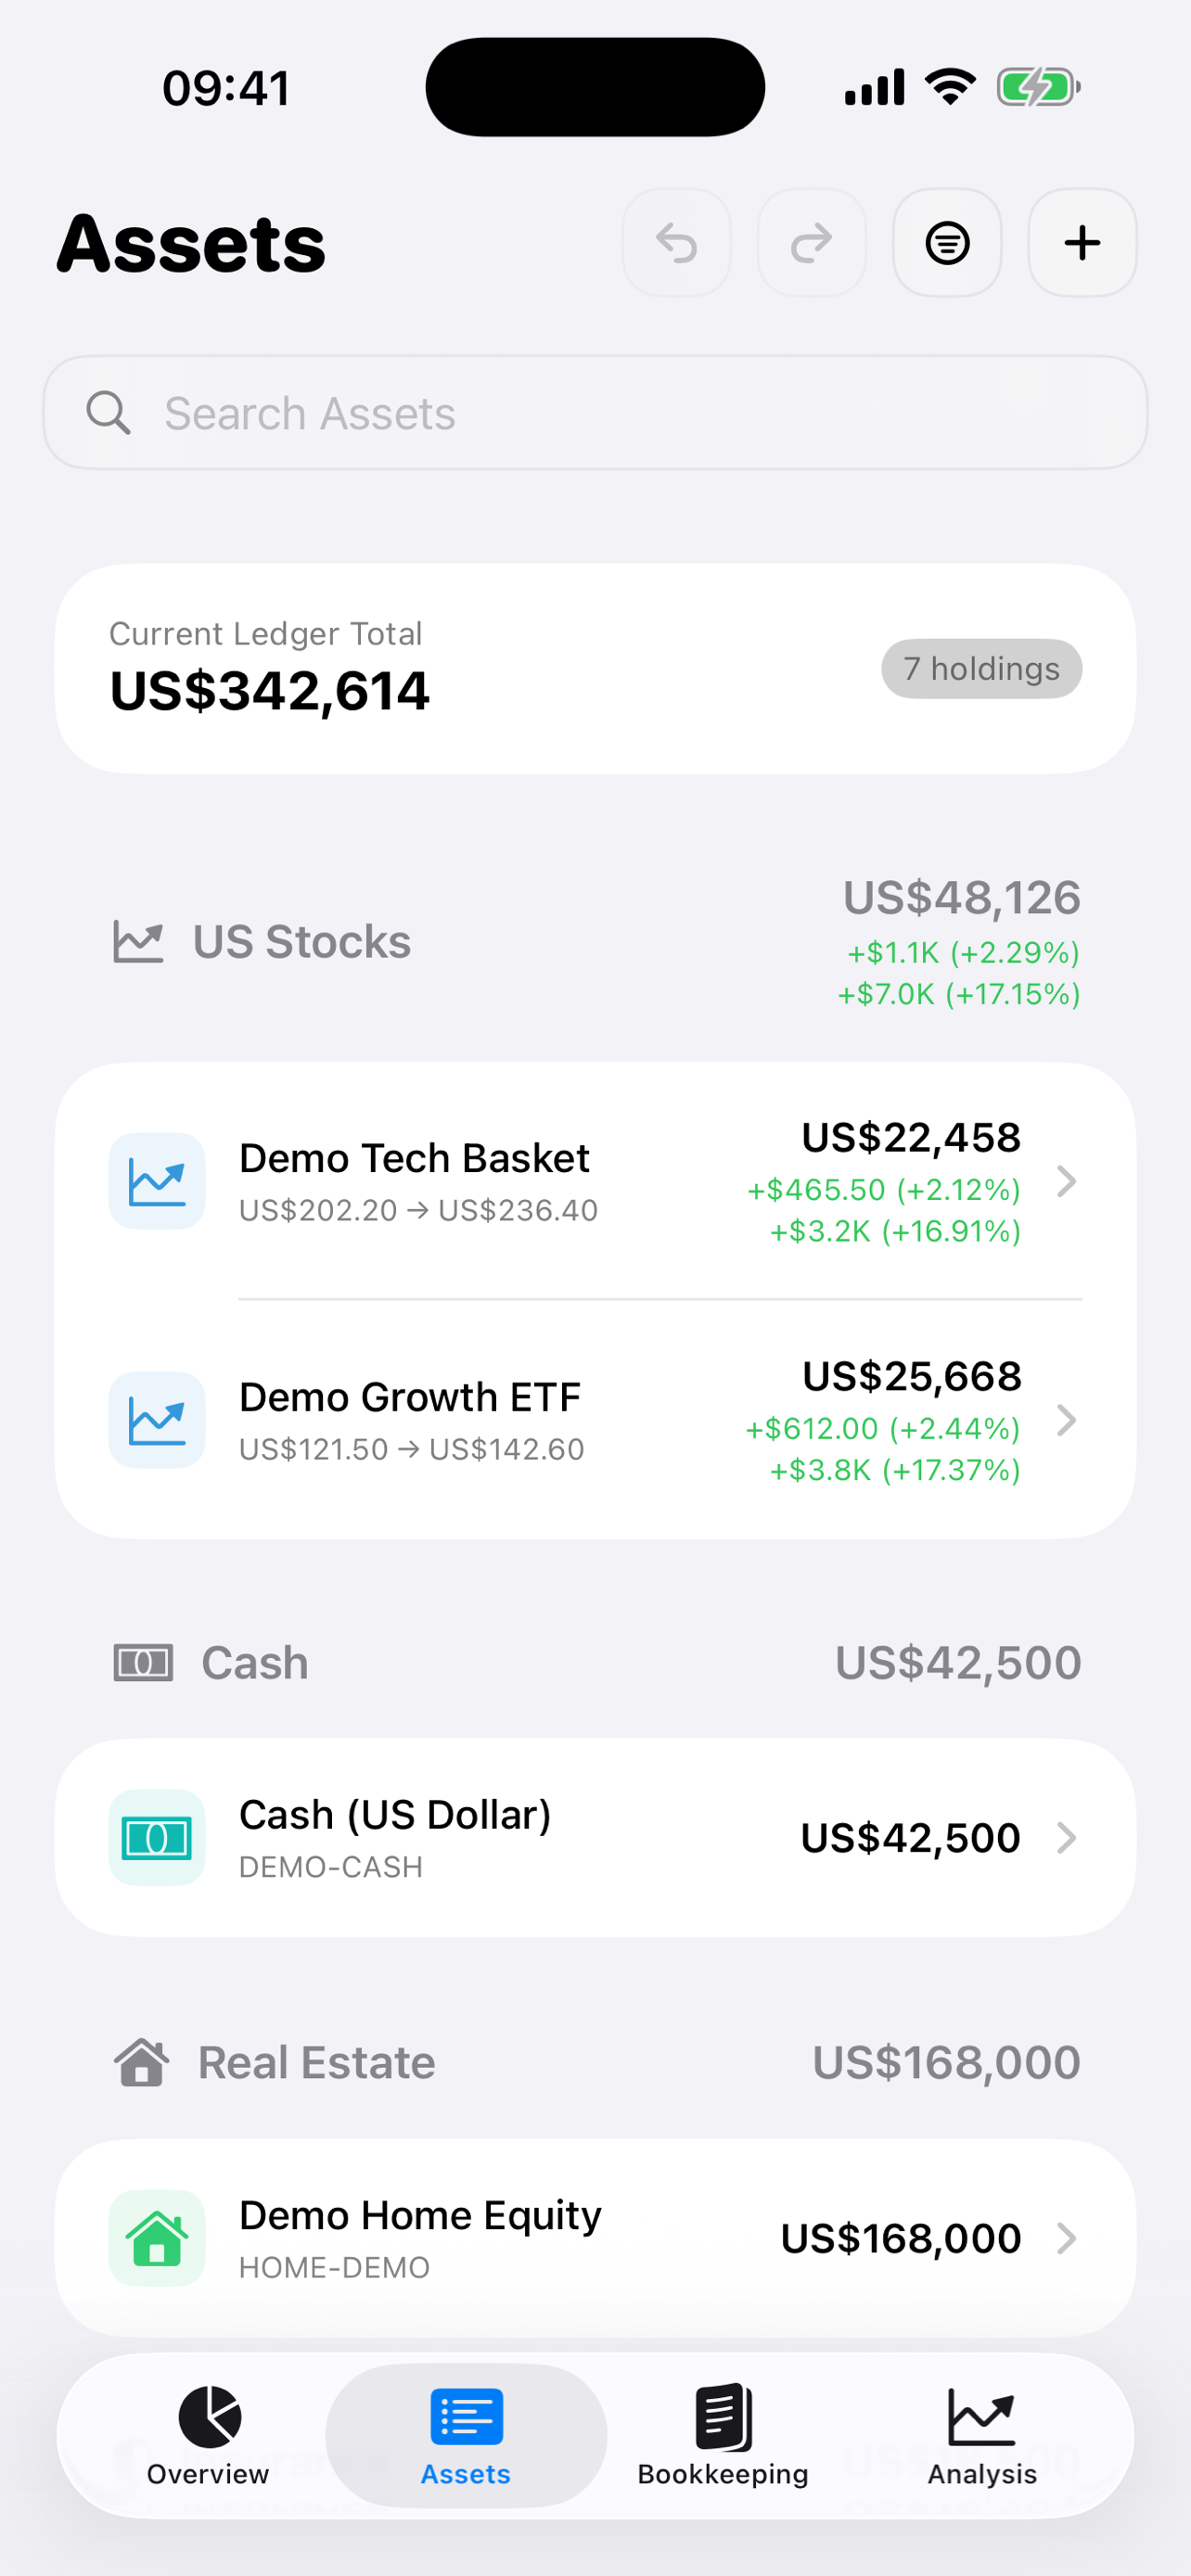 09:41
Assets
Search Assets
Current Ledger Total
US$342,614
7 holdings
US Stocks
US$48,126
+$1.1K (+2.29%)
+$7.0K (+17.15%)
Demo Tech Basket
US$202.20 → US$236.40
US$22,458
+$465.50 (+2.12%)
+$3.2K (+16.91%)
Demo Growth ETF
US$121.50 → US$142.60
US$25,668
+$612.00 (+2.44%)
+$3.8K (+17.37%)
Cash
US$42,500
Cash (US Dollar)
DEMO-CASH
US$42,500
Real Estate
US$168,000
Demo Home Equity
HOME-DEMO
US$168,000
Overview
Assets
Bookkeeping
Analysis